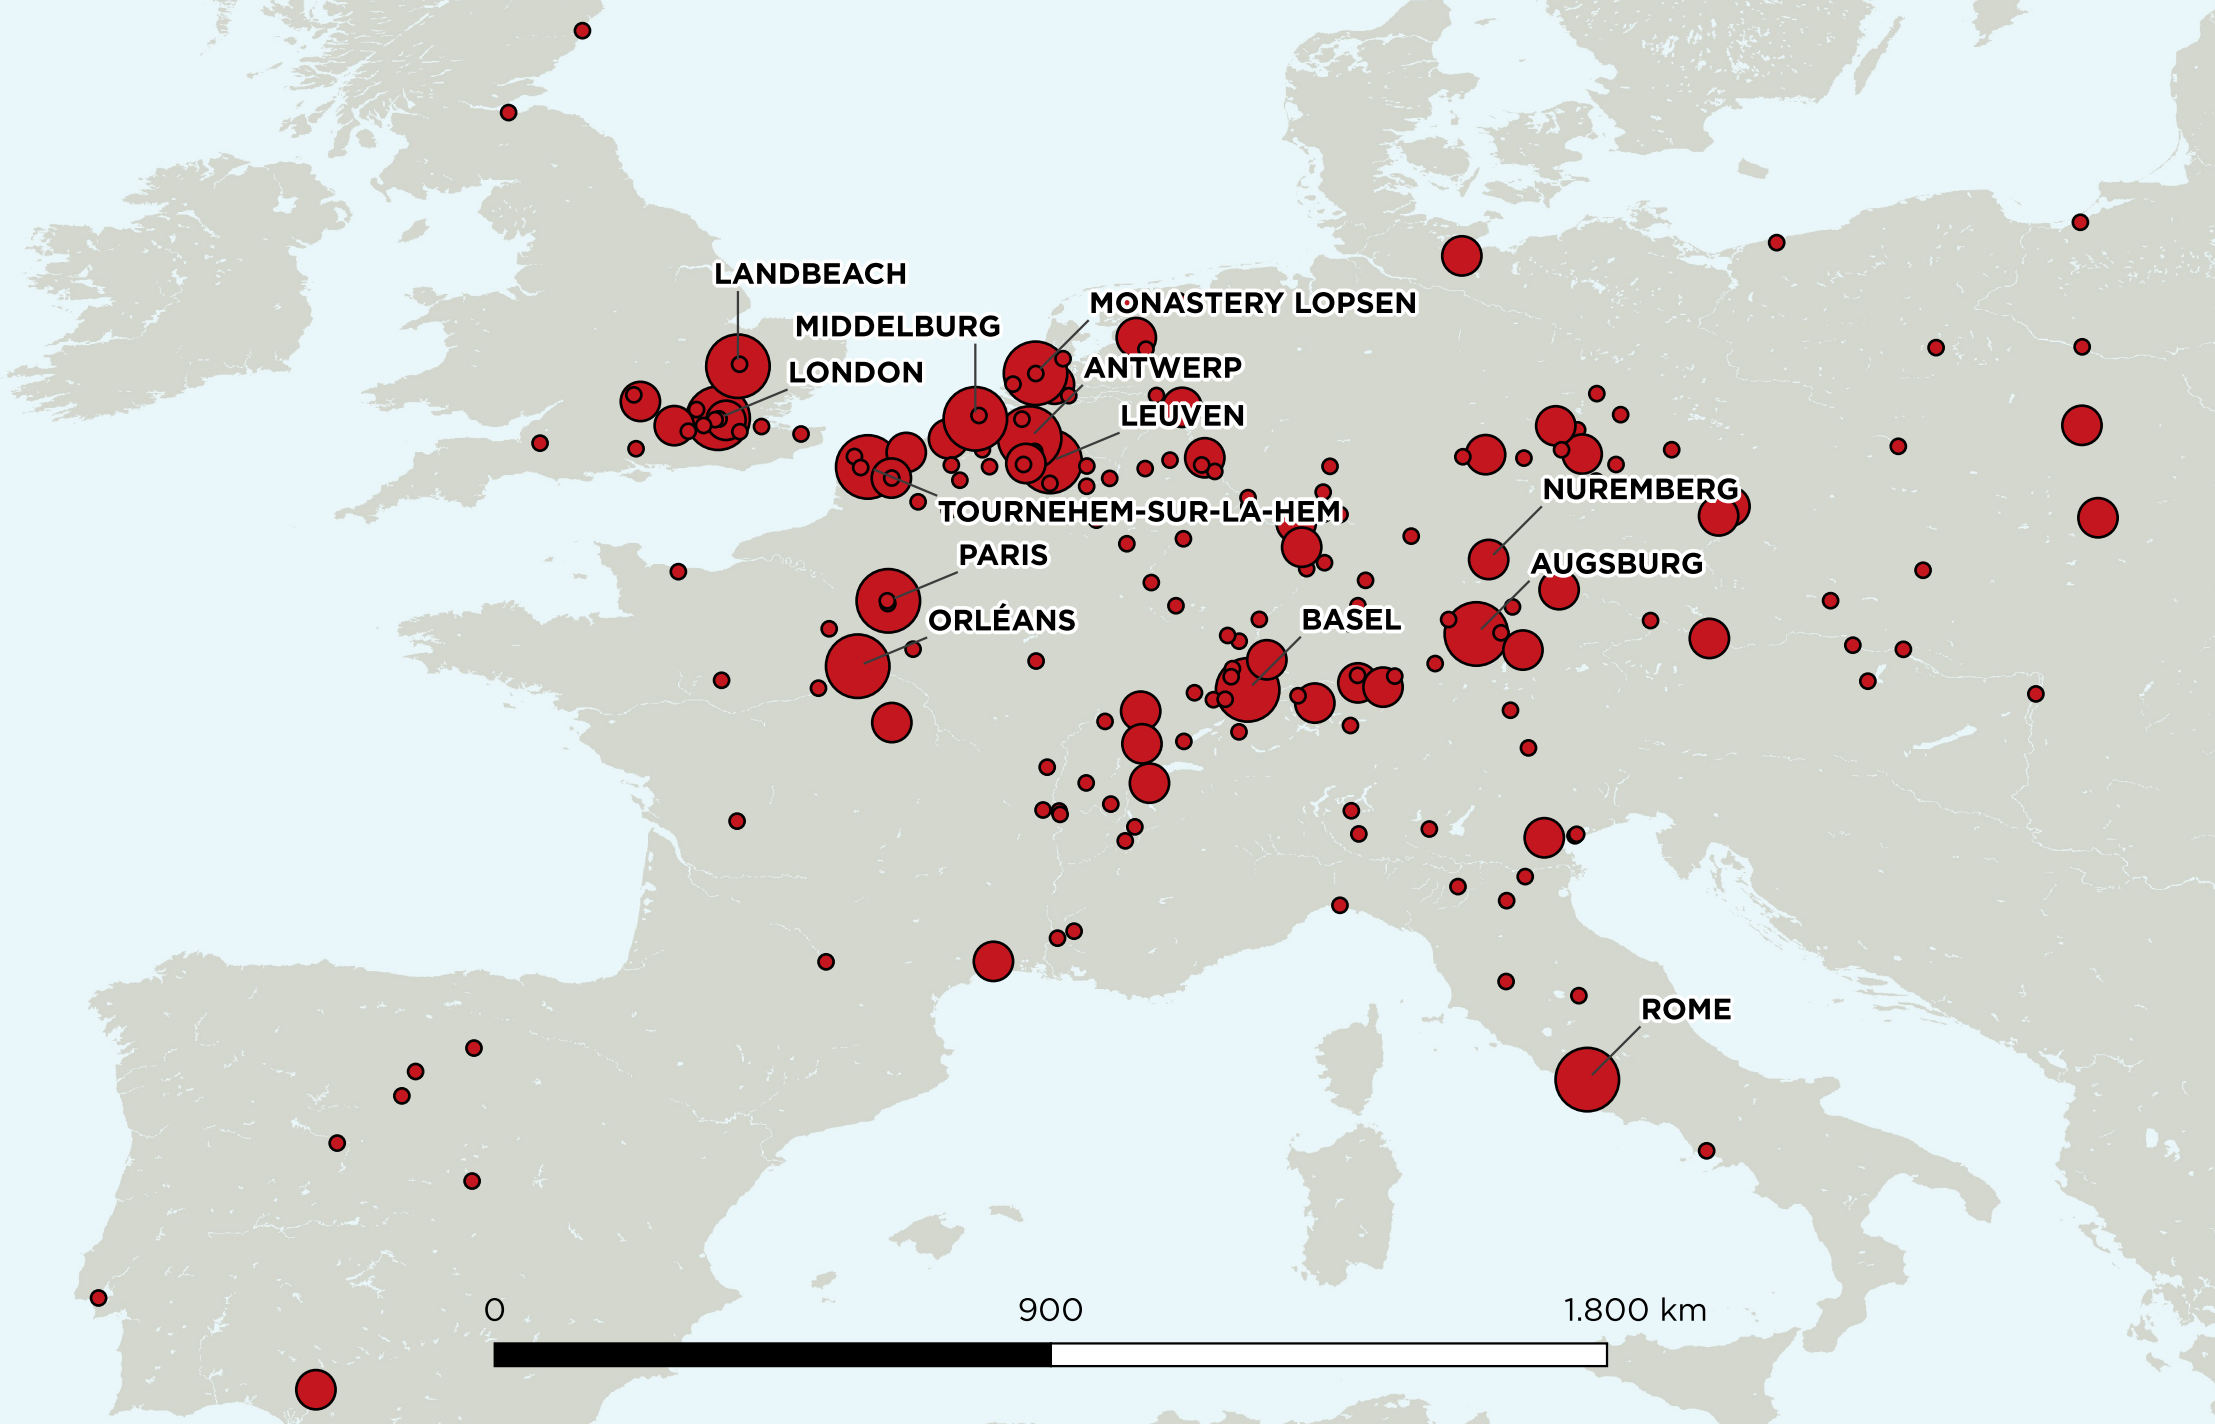 LANDBEACH
MONASTERY LOPSEN
MIDDELBURG
ANTWERP
LONDON
LEUVEN
NUREMBERG
TOURNEHEM-SUR-LA-HEM
PARIS
AUGSBURG
ORLÉANS
BASEL
ROME
0 900 1.800 km